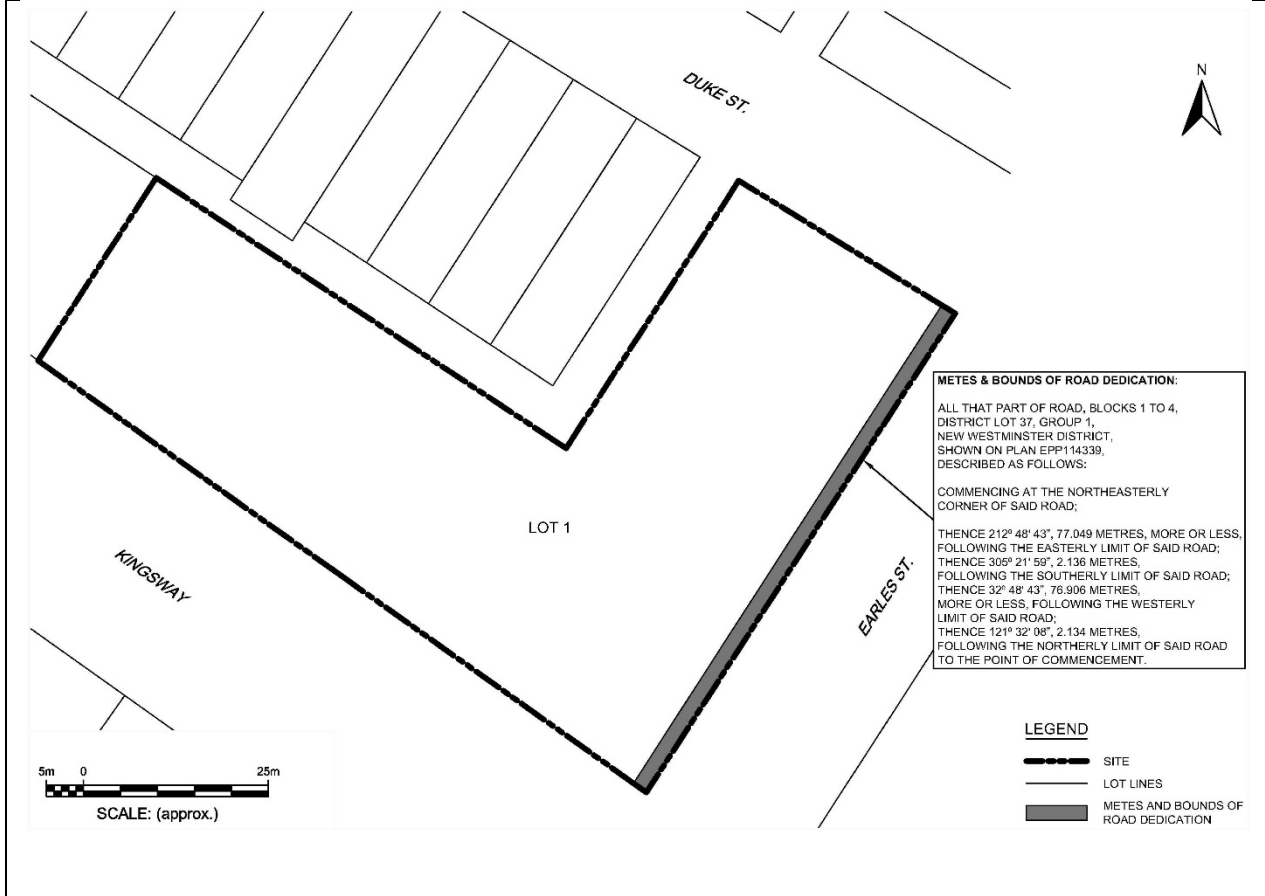 DUKE ST.
N
METES & BOUNDS OF ROAD DEDICATION:
ALL THAT PART OF ROAD, BLOCKS 1 TO 4,
DISTRICT LOT 37, GROUP 1,
NEW WESTMINSTER DISTRICT,
SHOWN ON PLAN EPP114339,
DESCRIBED AS FOLLOWS:
COMMENCING AT THE NORTHEASTERLY
CORNER OF SAID ROAD;
THENCE 212º 48' 43", 77.049 METRES, MORE OR LESS,
FOLLOWING THE EASTERLY LIMIT OF SAID ROAD;
THENCE 305º 21' 59", 2.136 METRES,
FOLLOWING THE SOUTHERLY LIMIT OF SAID ROAD;
THENCE 32º 48' 43", 76.906 METRES,
MORE OR LESS, FOLLOWING THE WESTERLY
LIMIT OF SAID ROAD;
THENCE 121º 32' 08", 2.134 METRES,
FOLLOWING THE NORTHERLY LIMIT OF SAID ROAD
TO THE POINT OF COMMENCEMENT.
LOT 1
KINGSWAY
EARLES ST.
5m 0 25m
SCALE: (approx.)
LEGEND
SITE
LOT LINES
METES AND BOUNDS OF
ROAD DEDICATION